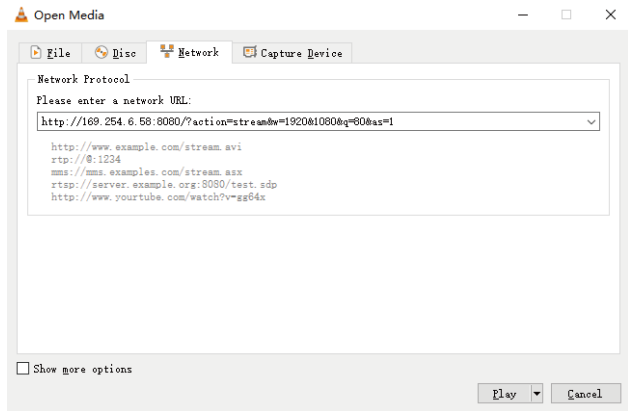 Open Media
File Disc Network Capture Device
Network Protocol
Please enter a network URL:
http://169.254.6.58:8080/?action=stream&w=1920&1080&q=80&as=1
http://www.example.com/stream.avi
rtp://@:1234
mms://mms.examples.com/stream.asx
rtsp://server.example.org:8080/test.sdp
http://www.yourtube.com/watch?v=gg64x
Show more options
Play Cancel